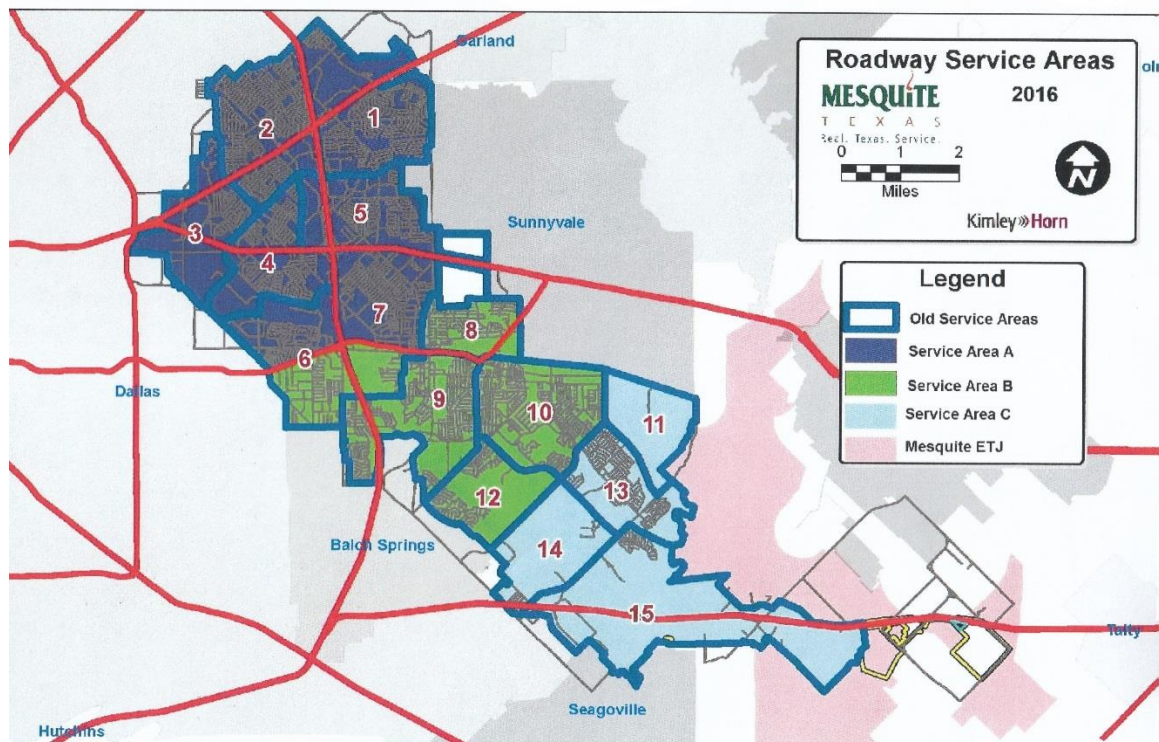 Garland
Roadway Service Areas
MESQUiTE
2016
T E X A S
Real. Texas. Service.
0 1 2
Miles
N
Kimley»Horn
Sunnyvale
Legend
Old Service Areas
Service Area A
Service Area B
Service Area C
Mesquite ETJ
1
2
3
4
5
6
7
8
9
10
11
12
13
14
15
Dallas
Balch Springs
Seagoville
Hutchins